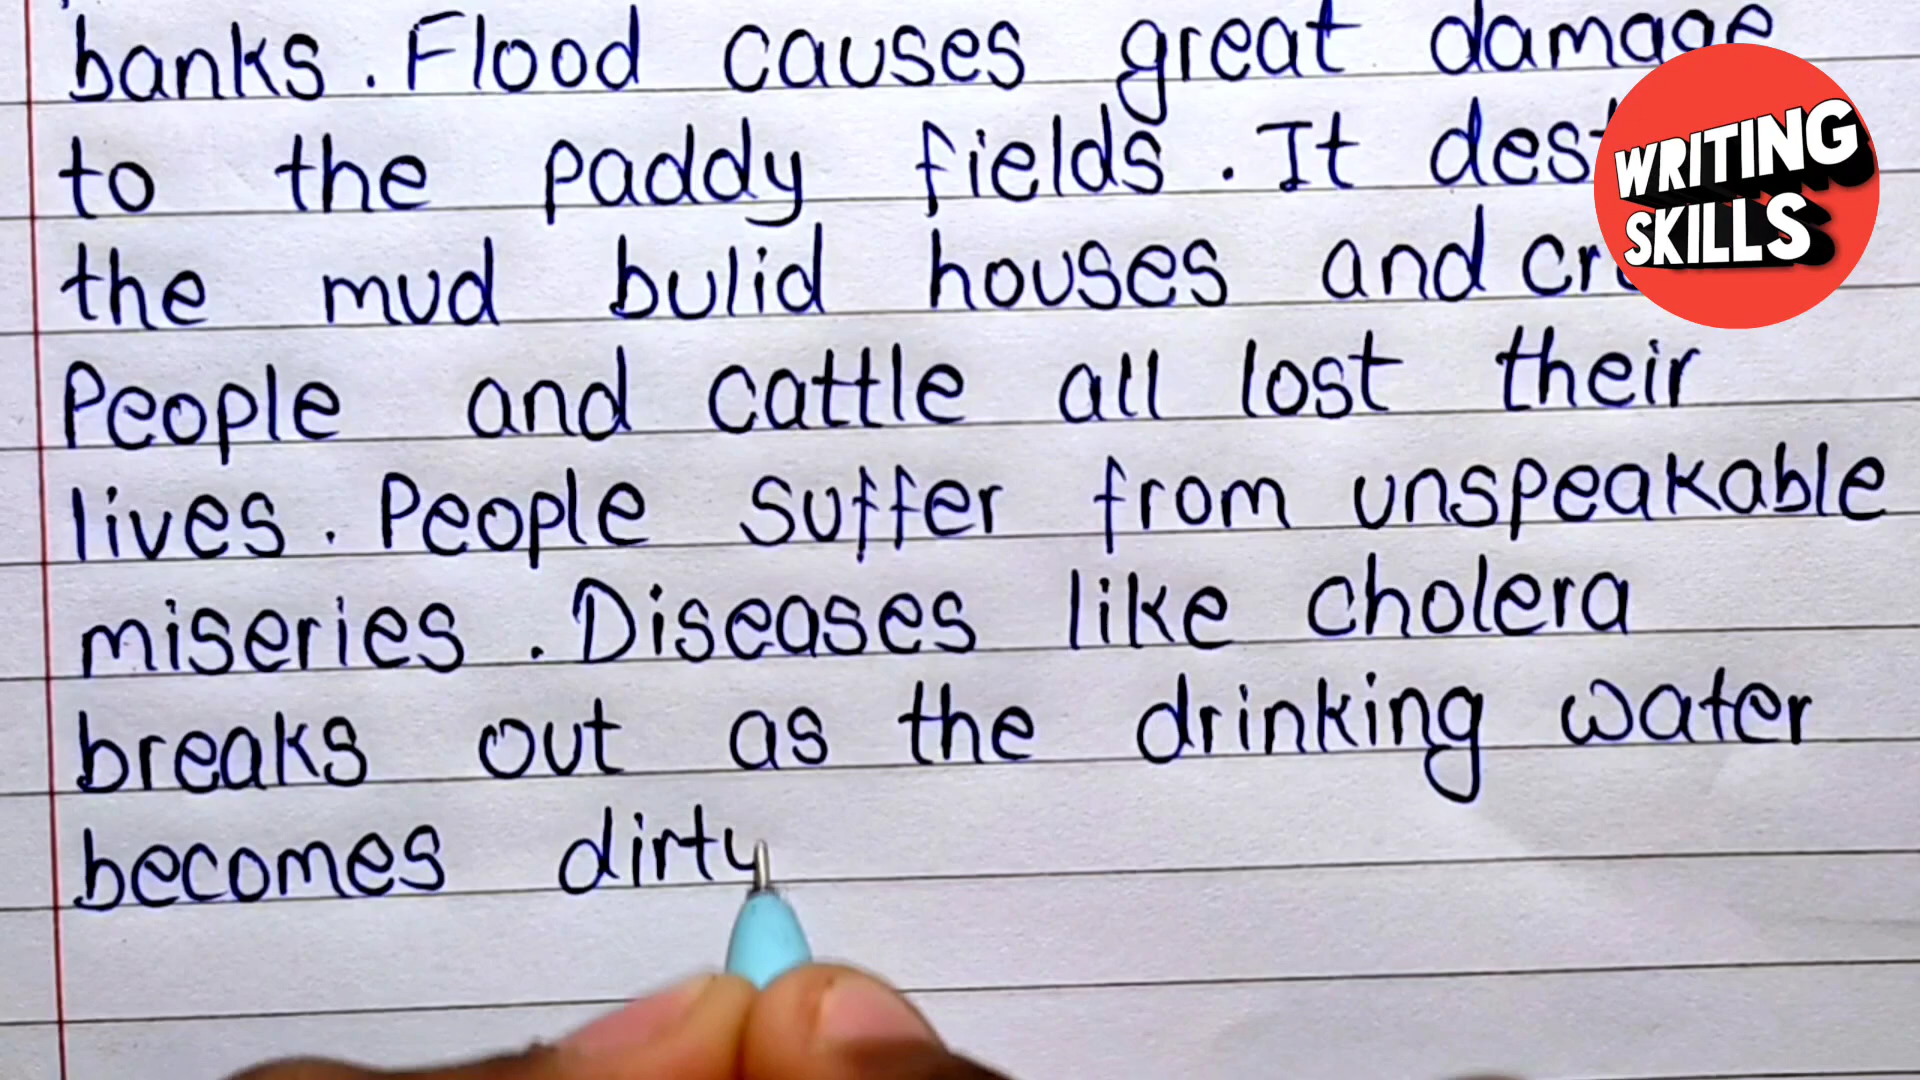 banks. Flood causes great damage
to the paddy fields. It
the mud bulid houses and
People and cattle all lost their
lives. People suffer from unspeakable
miseries. Diseases like cholera
breaks out as the drinking water
becomes dirty
WRITING
SKILLS